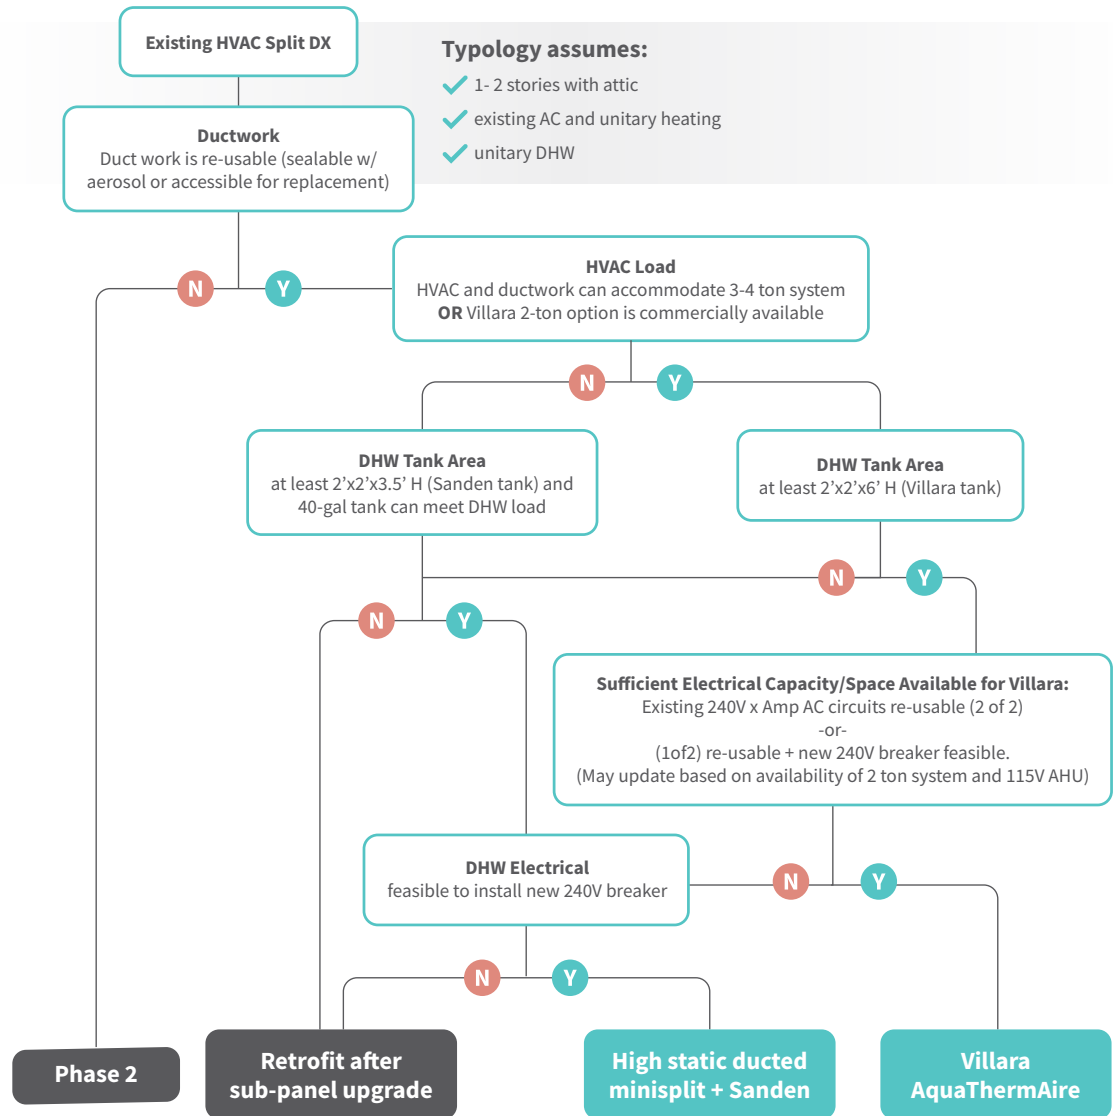 Existing HVAC Split DX
Typology assumes:
1- 2 stories with attic
existing AC and unitary heating
unitary DHW
Ductwork
Duct work is re-usable (sealable w/
aerosol or accessible for replacement)
N
Y
HVAC Load
HVAC and ductwork can accommodate 3-4 ton system
OR Villara 2-ton option is commercially available
N
Y
DHW Tank Area
at least 2’x2’x3.5’ H (Sanden tank) and
40-gal tank can meet DHW load
DHW Tank Area
at least 2’x2’x6’ H (Villara tank)
N
Y
N
Y
Sufficient Electrical Capacity/Space Available for Villara:
Existing 240V x Amp AC circuits re-usable (2 of 2)
-or-
(1of2) re-usable + new 240V breaker feasible.
(May update based on availability of 2 ton system and 115V AHU)
DHW Electrical
feasible to install new 240V breaker
N
Y
N
Y
Phase 2
Retrofit after
sub-panel upgrade
High static ducted
minisplit + Sanden
Villara
AquaThermAire